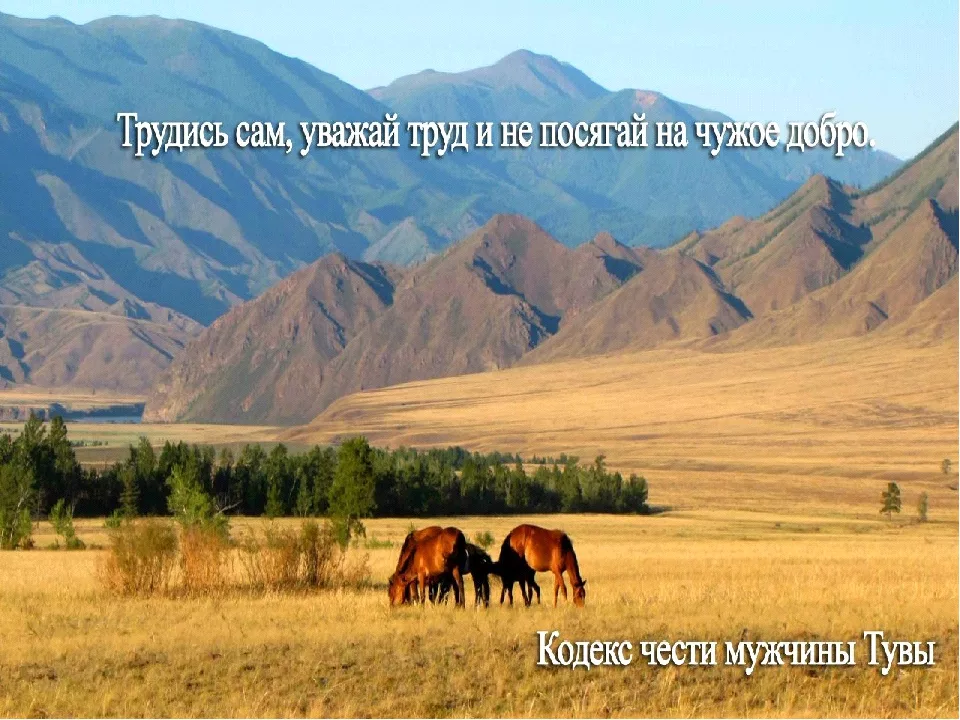 Трудись сам, уважай труд и не посягай на чужое добро.
Кодекс чести мужчины Тувы